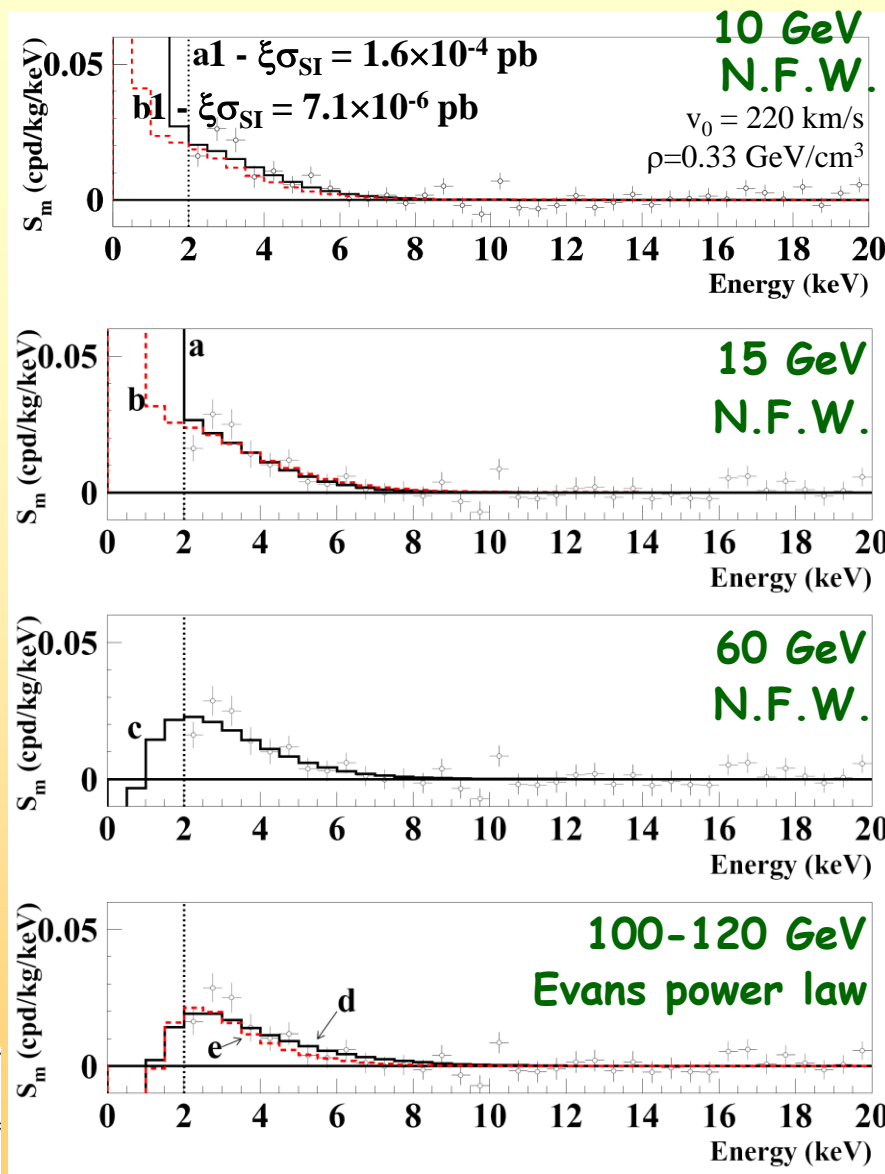 10 GeV
N.F.W.
v₀ = 220 km/s
ρ=0.33 GeV/cm³
a1 - ξσSI = 1.6×10⁻⁴ pb
b1 - ξσSI = 7.1×10⁻⁶ pb
Sm (cpd/kg/keV)
0.05
0
0 2 4 6 8 10 12 14 16 18 20
Energy (keV)
15 GeV
N.F.W.
a
b
Sm (cpd/kg/keV)
0.05
0
0 2 4 6 8 10 12 14 16 18 20
Energy (keV)
60 GeV
N.F.W.
c
Sm (cpd/kg/keV)
0.05
0
0 2 4 6 8 10 12 14 16 18 20
Energy (keV)
100-120 GeV
Evans power law
d
e
Sm (cpd/kg/keV)
0.05
0
0 2 4 6 8 10 12 14 16 18 20
Energy (keV)